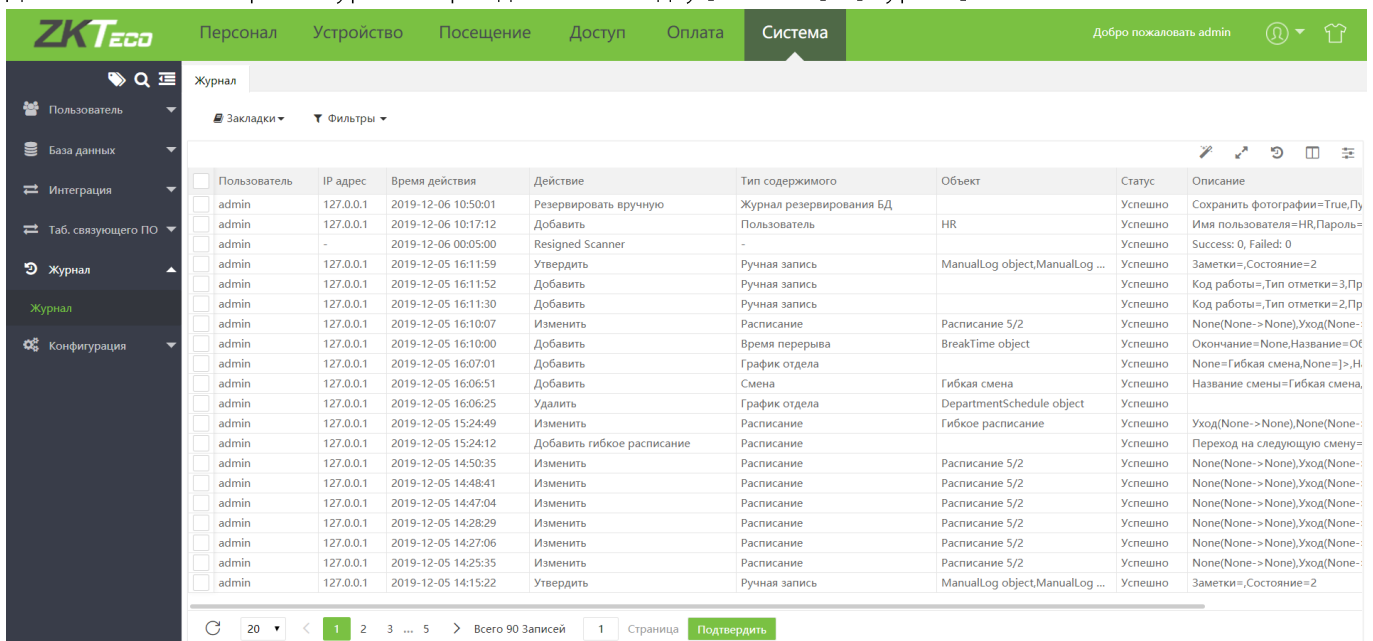 ZKTeco Персонал Устройство Посещение Доступ Оплата Система Добро пожаловать admin
Журнал
Пользователь
База данных
Интеграция
Таб. связующего ПО
Журнал
Журнал
Конфигурация
Закладки Фильтры
Пользователь IP адрес Время действия Действие Тип содержимого Объект Статус Описание
admin 127.0.0.1 2019-12-06 10:50:01 Резервировать вручную Журнал резервирования БД Успешно Сохранить фотографии=True,Пу
admin 127.0.0.1 2019-12-06 10:17:12 Добавить Пользователь HR Успешно Имя пользователя=HR,Пароль=
admin - 2019-12-06 00:05:00 Resigned Scanner - Успешно Success: 0, Failed: 0
admin 127.0.0.1 2019-12-05 16:11:59 Утвердить Ручная запись ManualLog object,ManualLog ... Успешно Заметки=,Состояние=2
admin 127.0.0.1 2019-12-05 16:11:52 Добавить Ручная запись Успешно Код работы=,Тип отметки=3,Пр
admin 127.0.0.1 2019-12-05 16:11:30 Добавить Ручная запись Успешно Код работы=,Тип отметки=2,Пр
admin 127.0.0.1 2019-12-05 16:10:07 Изменить Расписание Расписание 5/2 Успешно None(None->None),Уход(None-
admin 127.0.0.1 2019-12-05 16:10:00 Добавить Время перерыва BreakTime object Успешно Окончание=None,Название=Об
admin 127.0.0.1 2019-12-05 16:07:01 Добавить График отдела Успешно None=Гибкая смена,None=]>,На
admin 127.0.0.1 2019-12-05 16:06:51 Добавить Смена Гибкая смена Успешно Название смены=Гибкая смена,
admin 127.0.0.1 2019-12-05 16:06:25 Удалить График отдела DepartmentSchedule object Успешно
admin 127.0.0.1 2019-12-05 15:24:49 Изменить Расписание Гибкое расписание Успешно Уход(None->None),None(None-
admin 127.0.0.1 2019-12-05 15:24:12 Добавить гибкое расписание Расписание Успешно Переход на следующую смену=
admin 127.0.0.1 2019-12-05 14:50:35 Изменить Расписание Расписание 5/2 Успешно None(None->None),Уход(None-
admin 127.0.0.1 2019-12-05 14:48:41 Изменить Расписание Расписание 5/2 Успешно None(None->None),Уход(None-
admin 127.0.0.1 2019-12-05 14:47:04 Изменить Расписание Расписание 5/2 Успешно None(None->None),Уход(None-
admin 127.0.0.1 2019-12-05 14:28:29 Изменить Расписание Расписание 5/2 Успешно None(None->None),Уход(None-
admin 127.0.0.1 2019-12-05 14:27:06 Изменить Расписание Расписание 5/2 Успешно None(None->None),Уход(None-
admin 127.0.0.1 2019-12-05 14:25:35 Изменить Расписание Расписание 5/2 Успешно None(None->None),Уход(None-
admin 127.0.0.1 2019-12-05 14:15:22 Утвердить Ручная запись ManualLog object,ManualLog ... Успешно Заметки=,Состояние=2
20 < 1 2 3 ... 5 > Всего 90 Записей 1 Страница Подтвердить